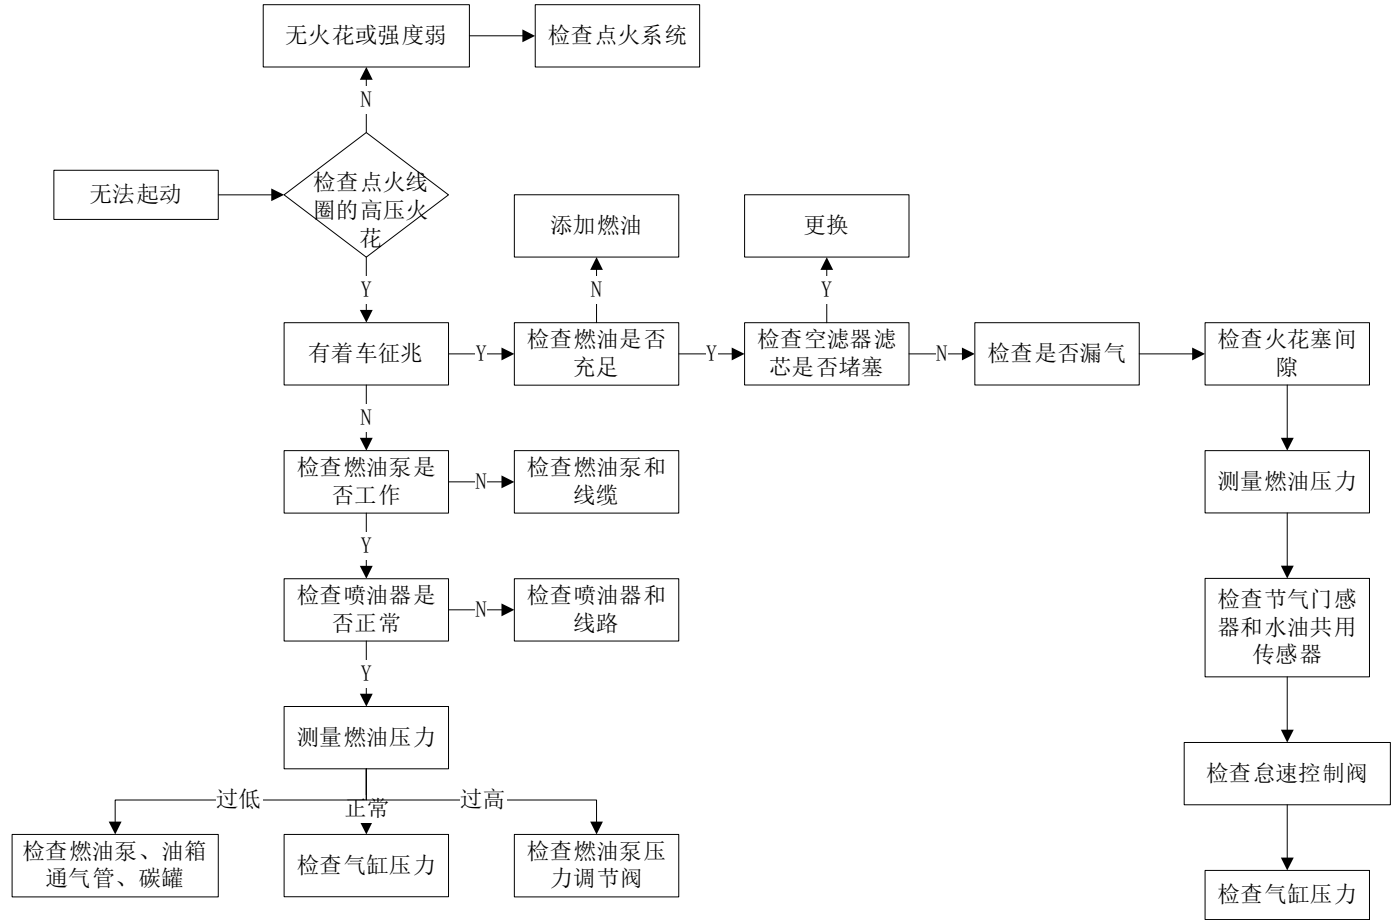 无火花或强度弱
检查点火系统
N
无法起动
检查点火线
圈的高压火
花
添加燃油
更换
Y
N
Y
有着车征兆
Y
检查燃油是否
充足
Y
检查空滤器滤
芯是否堵塞
N
检查是否漏气
检查火花塞间
隙
N
检查燃油泵是
否工作
N
检查燃油泵和
线缆
测量燃油压力
Y
检查喷油器是
否正常
N
检查喷油器和
线路
检查节气门感
器和水油共用
传感器
Y
测量燃油压力
检查怠速控制阀
过低
正常
过高
检查燃油泵、油箱
通气管、碳罐
检查气缸压力
检查燃油泵压
力调节阀
检查气缸压力